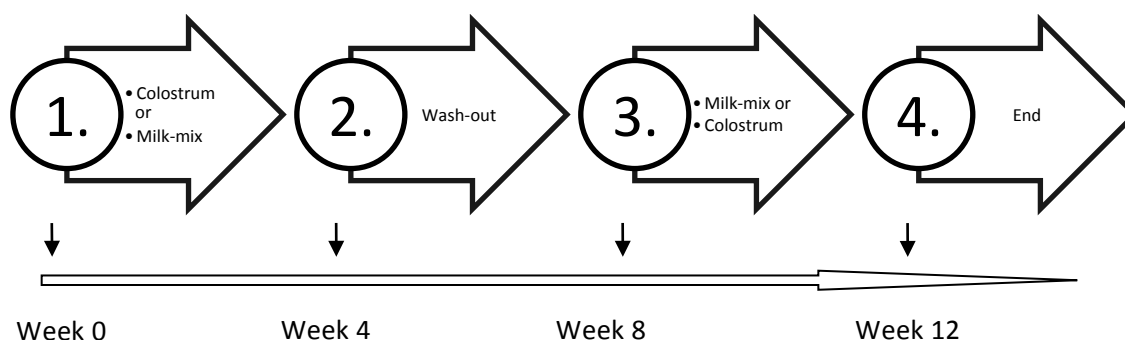 1.
• Colostrum
or
• Milk-mix
2.
Wash-out
3.
• Milk-mix or
• Colostrum
4.
End
Week 0
Week 4
Week 8
Week 12